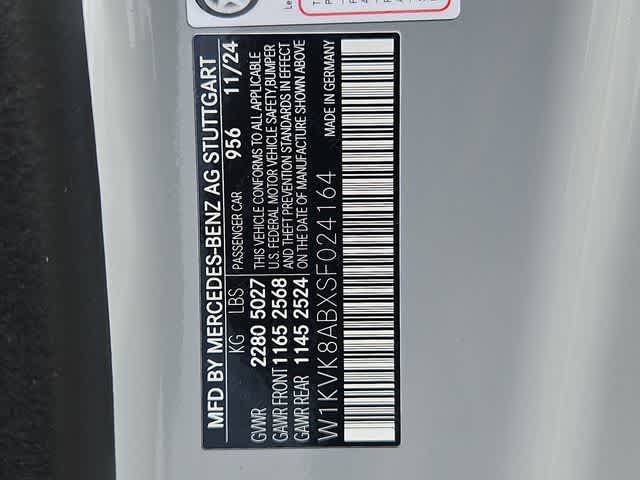 MFD BY MERCEDES-BENZ AG STUTTGART
KG LBS PASSENGER CAR 956 11/24
GVWR 2280 5027
GAWR FRONT 1165 2568
GAWR REAR 1145 2524
THIS VEHICLE CONFORMS TO ALL APPLICABLE
U.S. FEDERAL MOTOR VEHICLE SAFETY,BUMPER
AND THEFT PREVENTION STANDARDS IN EFFECT
ON THE DATE OF MANUFACTURE SHOWN ABOVE
W1KVK8ABXSF024164 MADE IN GERMANY